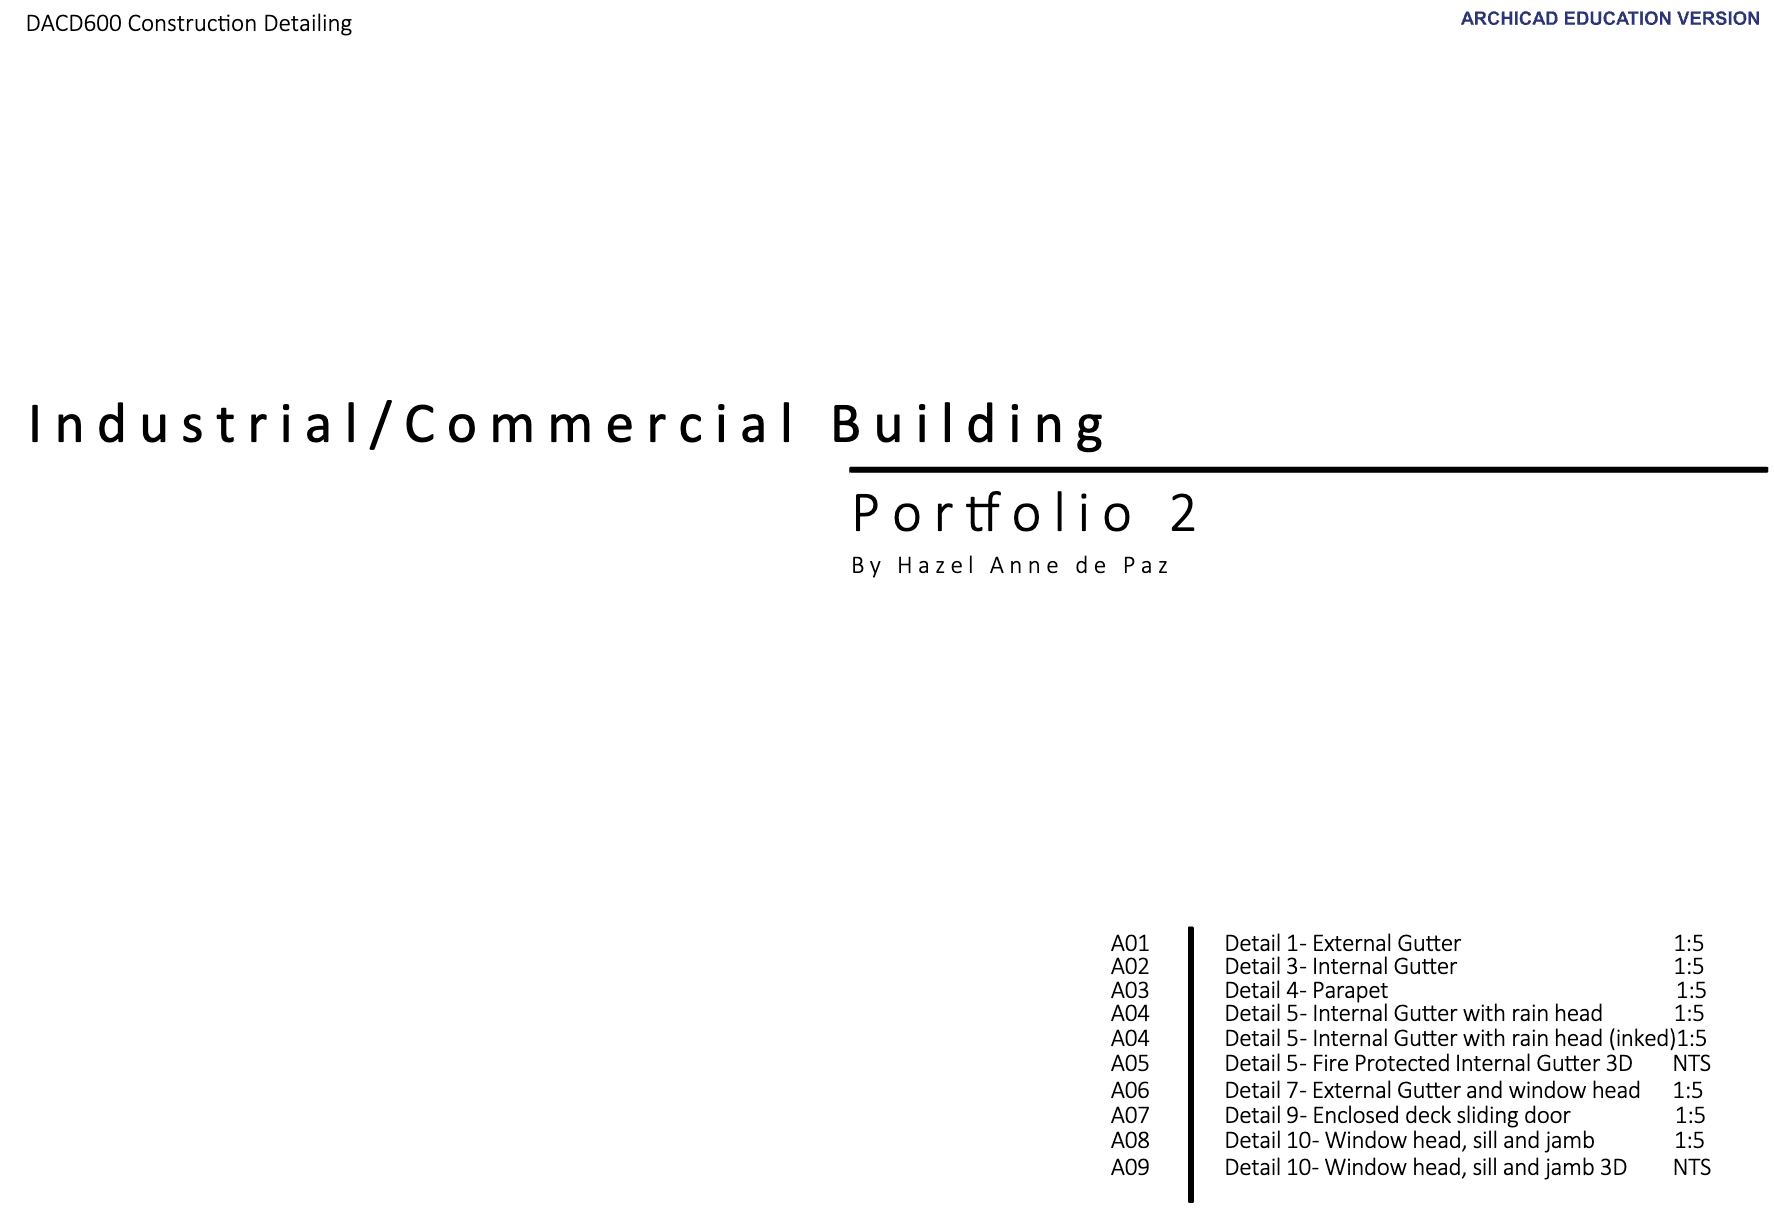 DACD600 Construction Detailing
ARCHICAD EDUCATION VERSION
Industrial/Commercial Building
Portfolio 2
By Hazel Anne de Paz
A01 Detail 1- External Gutter 1:5
A02 Detail 3- Internal Gutter 1:5
A03 Detail 4- Parapet 1:5
A04 Detail 5- Internal Gutter with rain head 1:5
A04 Detail 5- Internal Gutter with rain head (inked)1:5
A05 Detail 5- Fire Protected Internal Gutter 3D NTS
A06 Detail 7- External Gutter and window head 1:5
A07 Detail 9- Enclosed deck sliding door 1:5
A08 Detail 10- Window head, sill and jamb 1:5
A09 Detail 10- Window head, sill and jamb 3D NTS